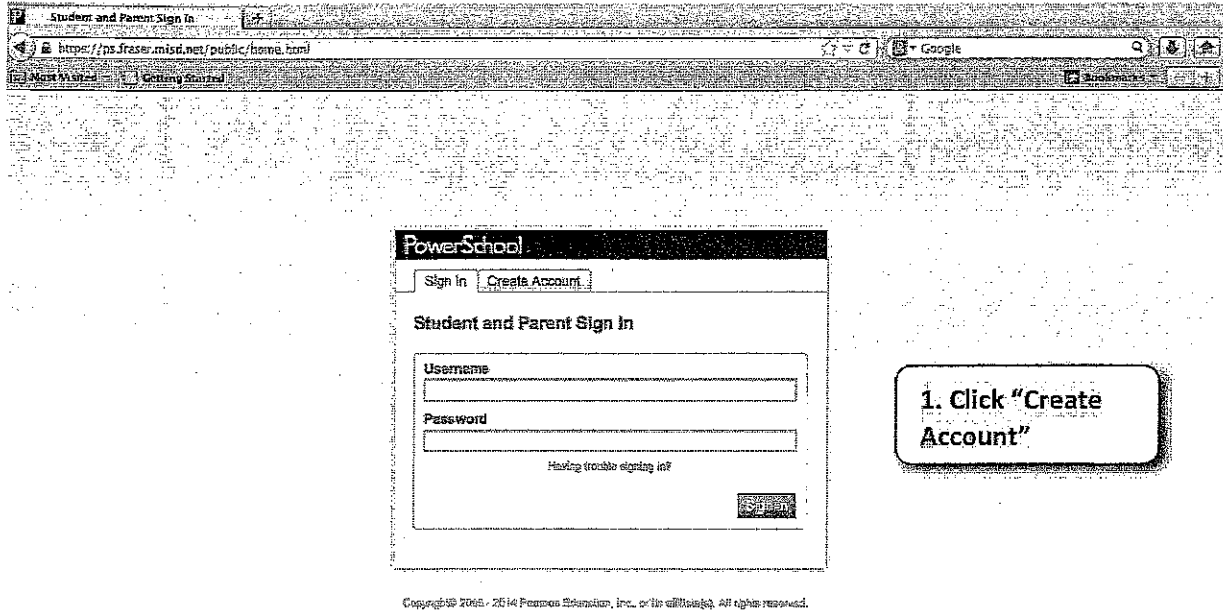 Student and Parent Sign In
https://ps.fraser.misd.net/public/home.html
Google
Most Visited
Getting Started
Bookmarks
PowerSchool
Sign In
Create Account
Student and Parent Sign In
Username
Password
Having trouble signing in?
Sign In
1. Click “Create
Account”
Copyright© 2005 - 2014 Pearson Education, Inc., or its affiliate(s). All rights reserved.